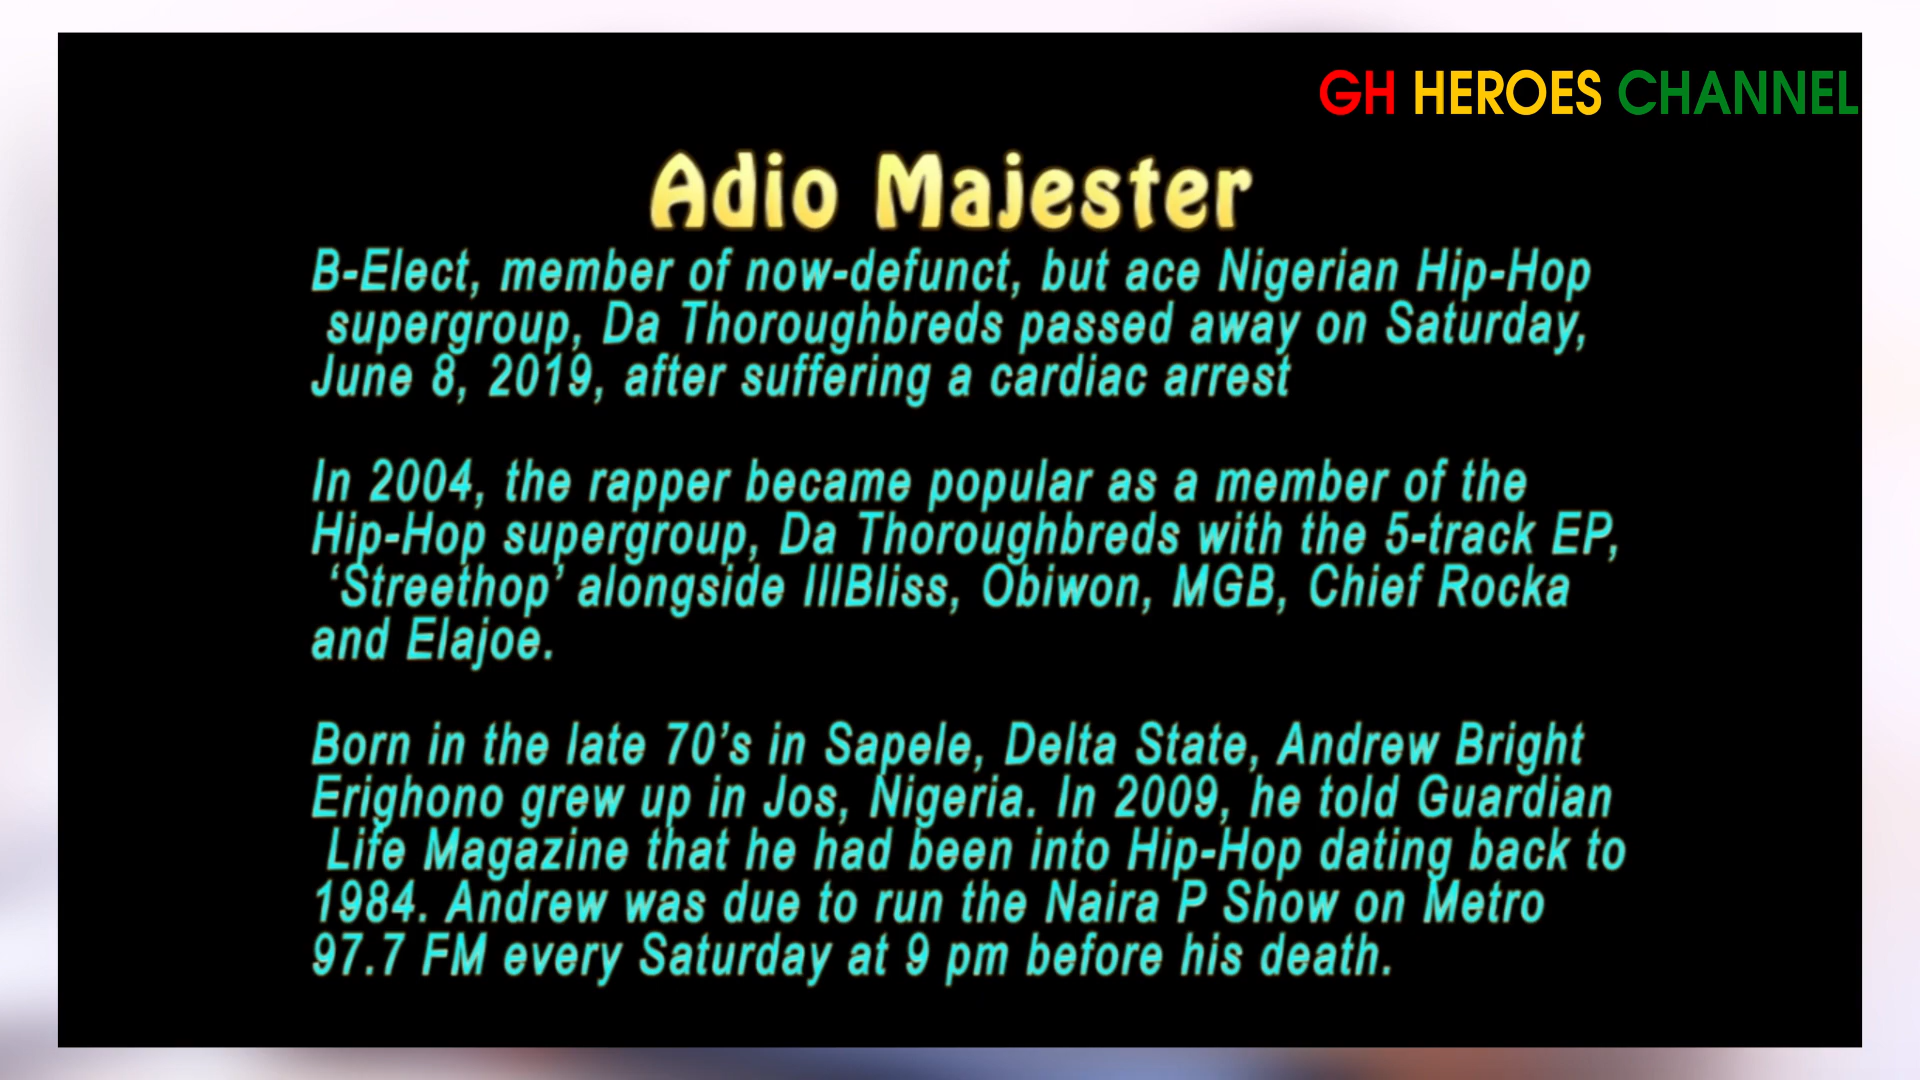 GH HEROES CHANNEL
Adio Majester
B-Elect, member of now-defunct, but ace Nigerian Hip-Hop
supergroup, Da Thoroughbreds passed away on Saturday,
June 8, 2019, after suffering a cardiac arrest
In 2004, the rapper became popular as a member of the
Hip-Hop supergroup, Da Thoroughbreds with the 5-track EP,
‘Streethop’ alongside IllBliss, Obiwon, MGB, Chief Rocka
and Elajoe.
Born in the late 70’s in Sapele, Delta State, Andrew Bright
Erighono grew up in Jos, Nigeria. In 2009, he told Guardian
Life Magazine that he had been into Hip-Hop dating back to
1984. Andrew was due to run the Naira P Show on Metro
97.7 FM every Saturday at 9 pm before his death.